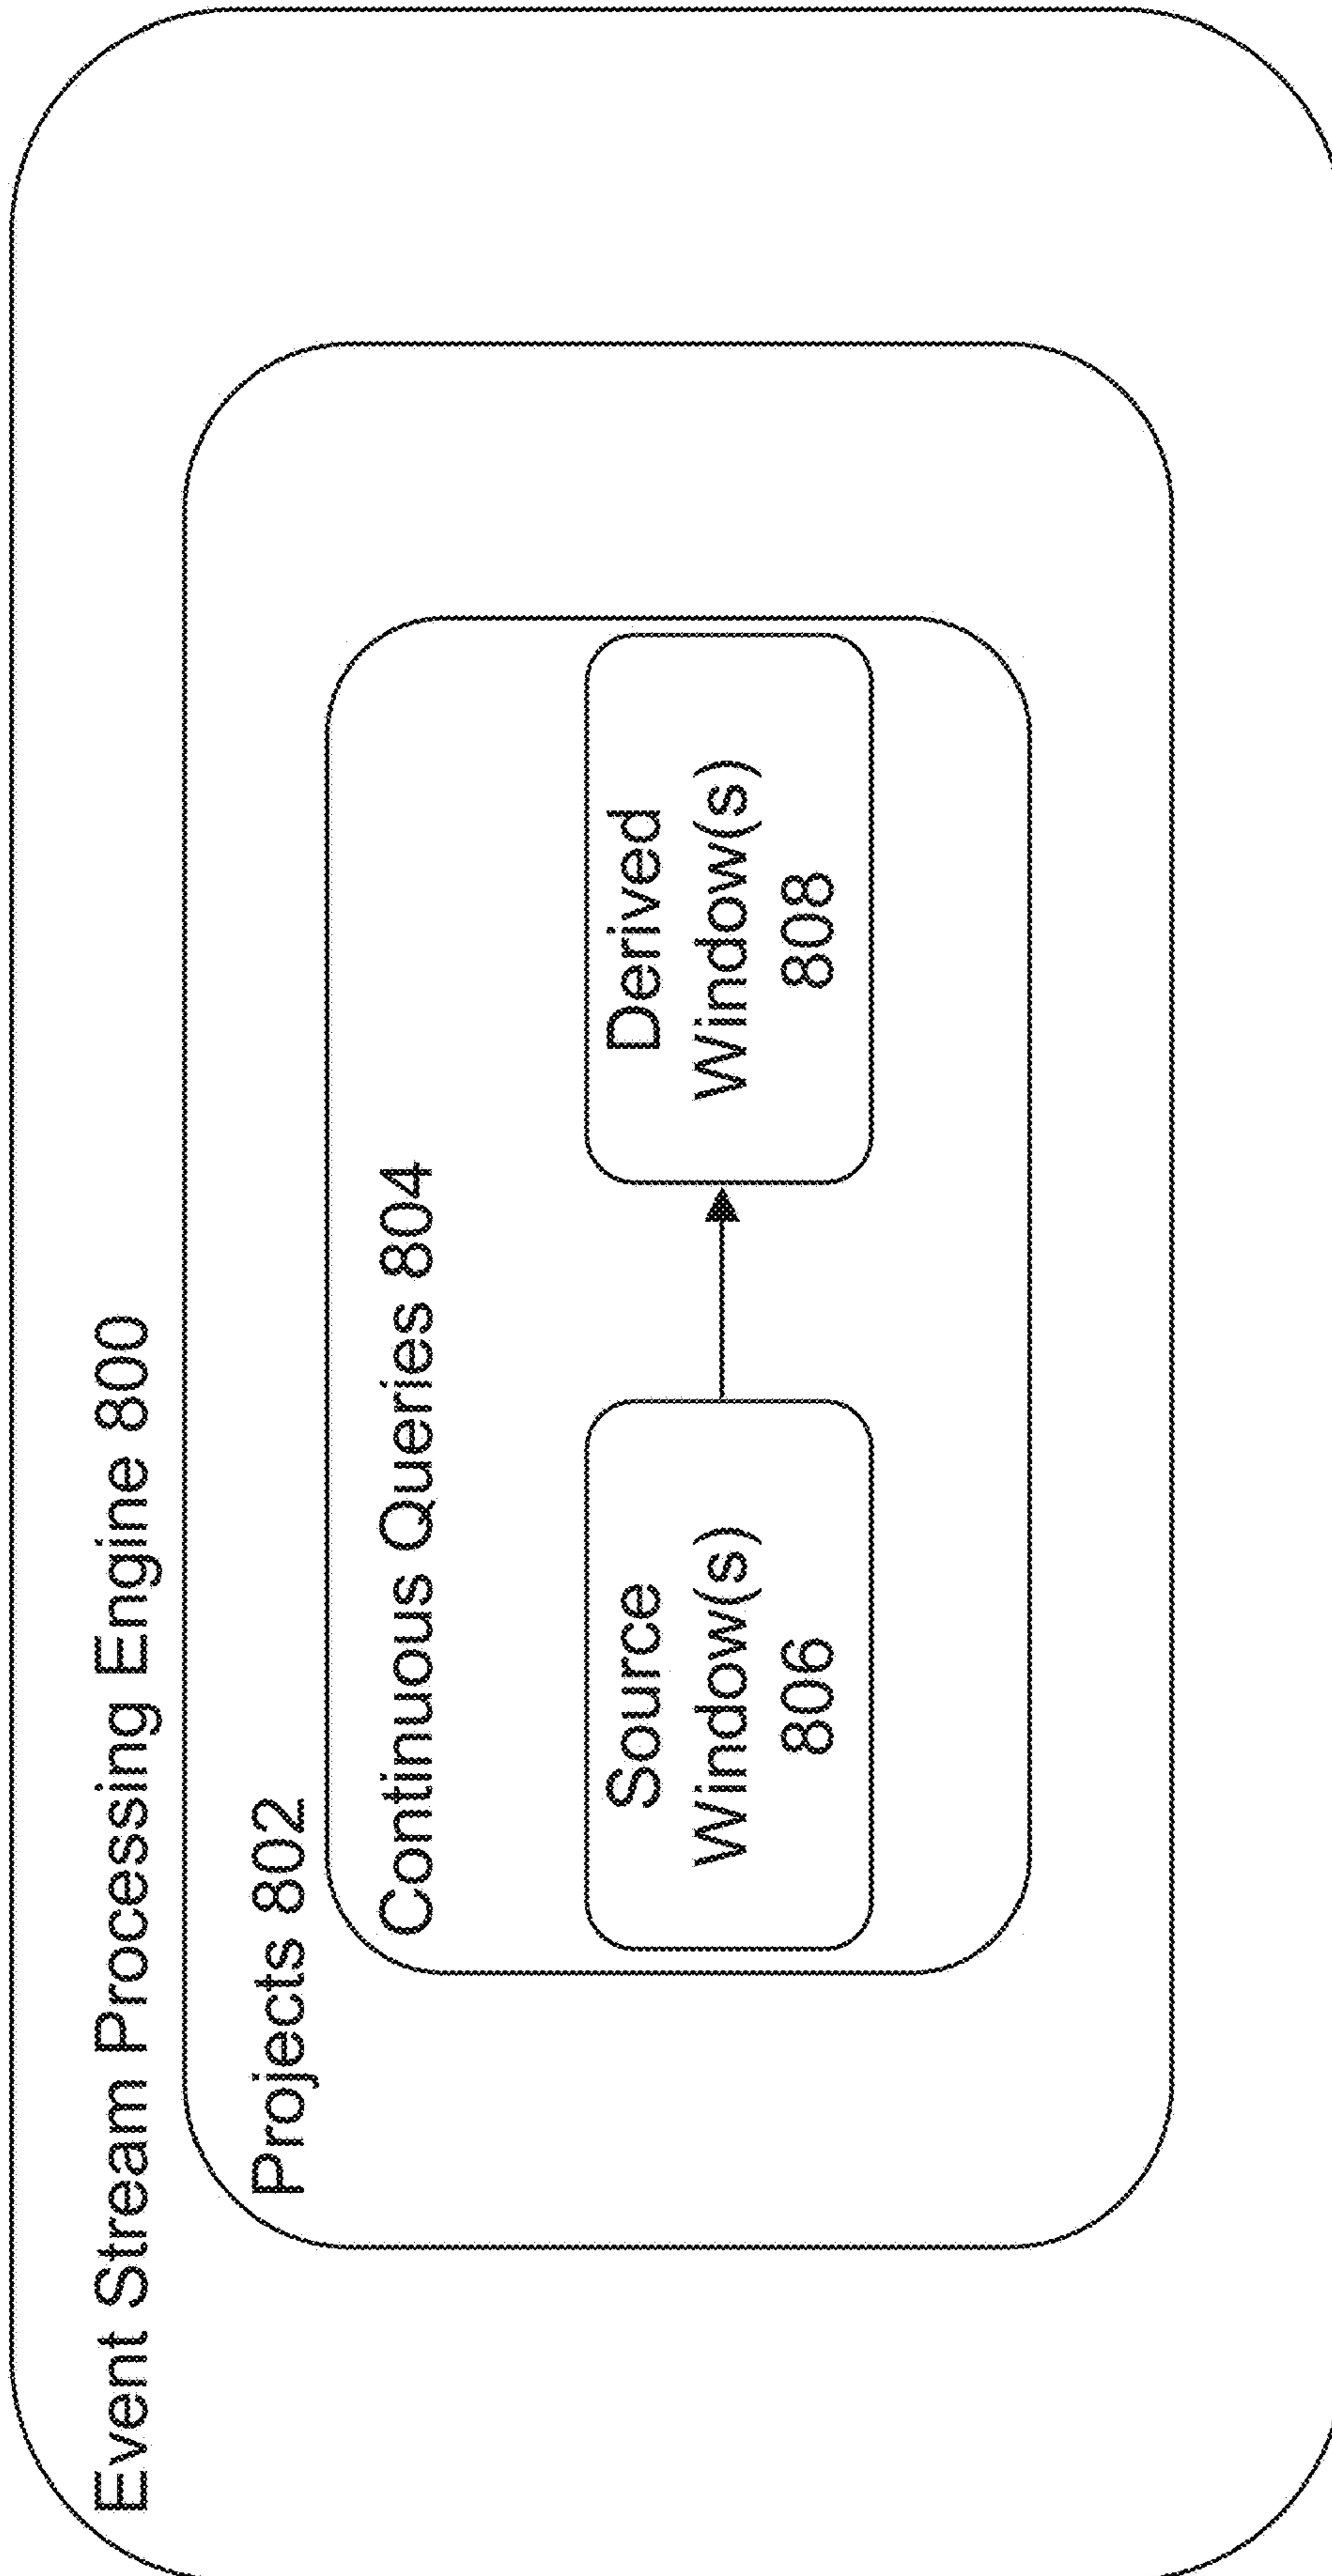 Event Stream Processing Engine 800
Projects 802
Continuous Queries 804
Source
Window(s)
806
Derived
Window(s)
808